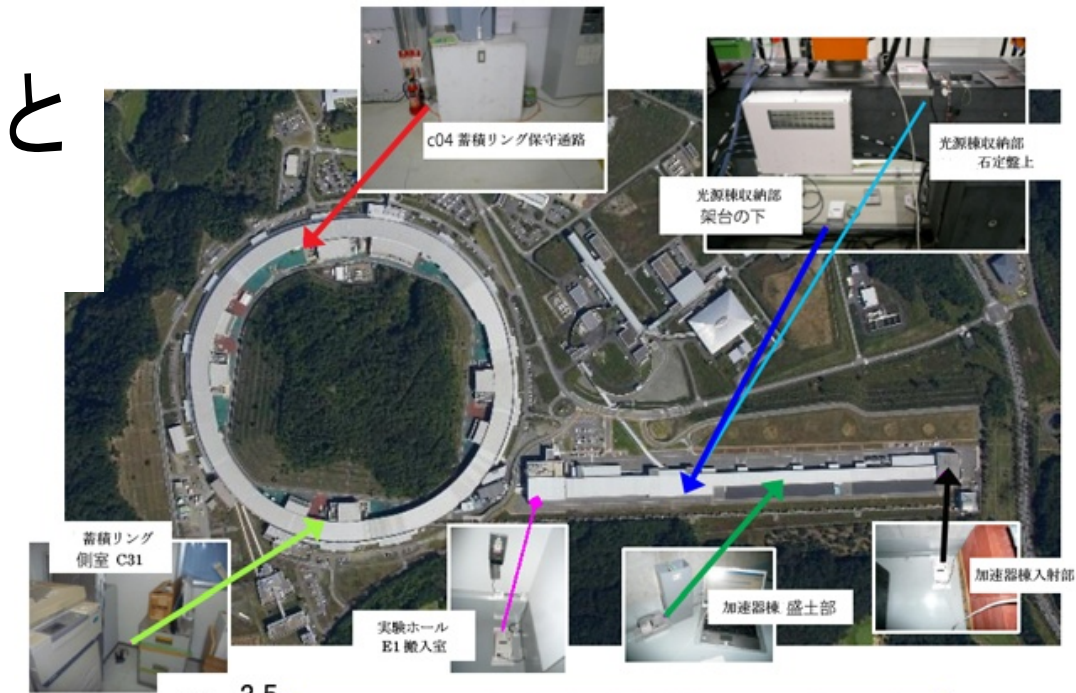 と
c04 蓄積リング保守通路
光源棟収納部
石定盤上
光源棟収納部
架台の下
蓄積リング
側室 C31
実験ホール
E1 搬入室
加速器棟 盛土部
加速器棟入射部